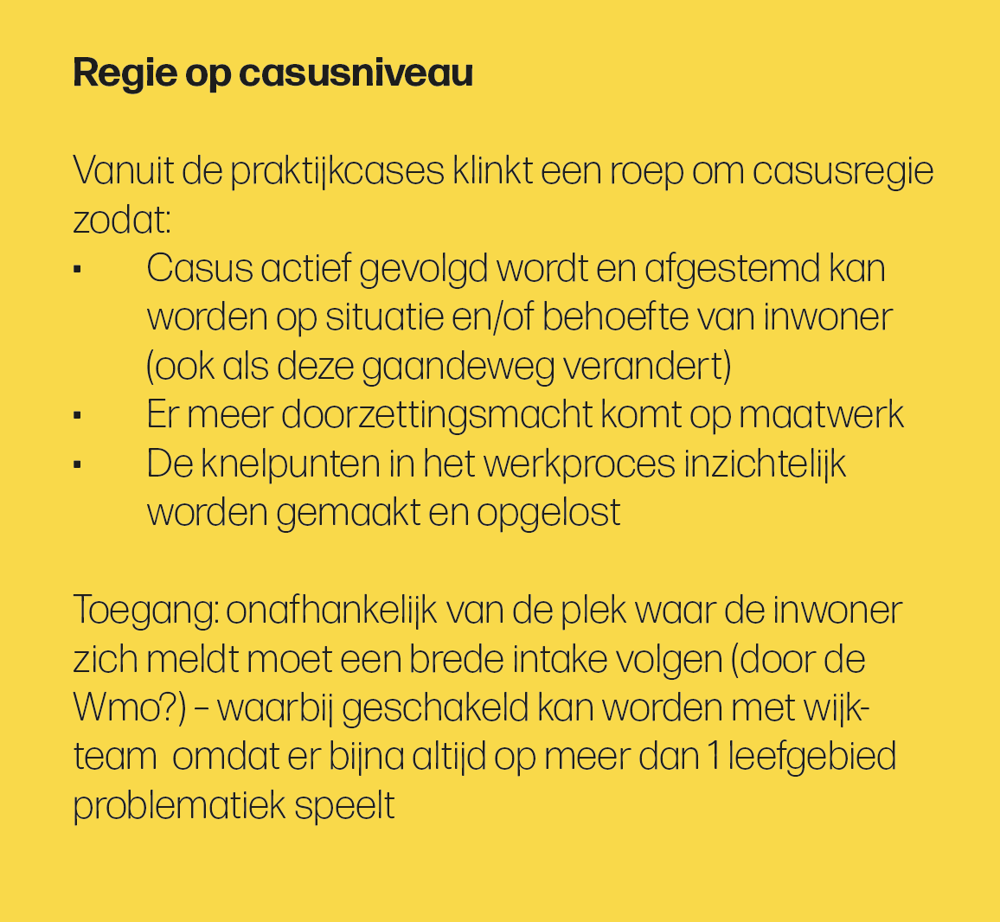 Regie op casusniveau
Vanuit de praktijkcases klinkt een roep om casusregie
zodat:
▪ Casus actief gevolgd wordt en afgestemd kan
worden op situatie en/of behoefte van inwoner
(ook als deze gaandeweg verandert)
▪ Er meer doorzettingsmacht komt op maatwerk
▪ De knelpunten in het werkproces inzichtelijk
worden gemaakt en opgelost
Toegang: onafhankelijk van de plek waar de inwoner
zich meldt moet een brede intake volgen (door de
Wmo?) – waarbij geschakeld kan worden met wijk-
team  omdat er bijna altijd op meer dan 1 leefgebied
problematiek speelt